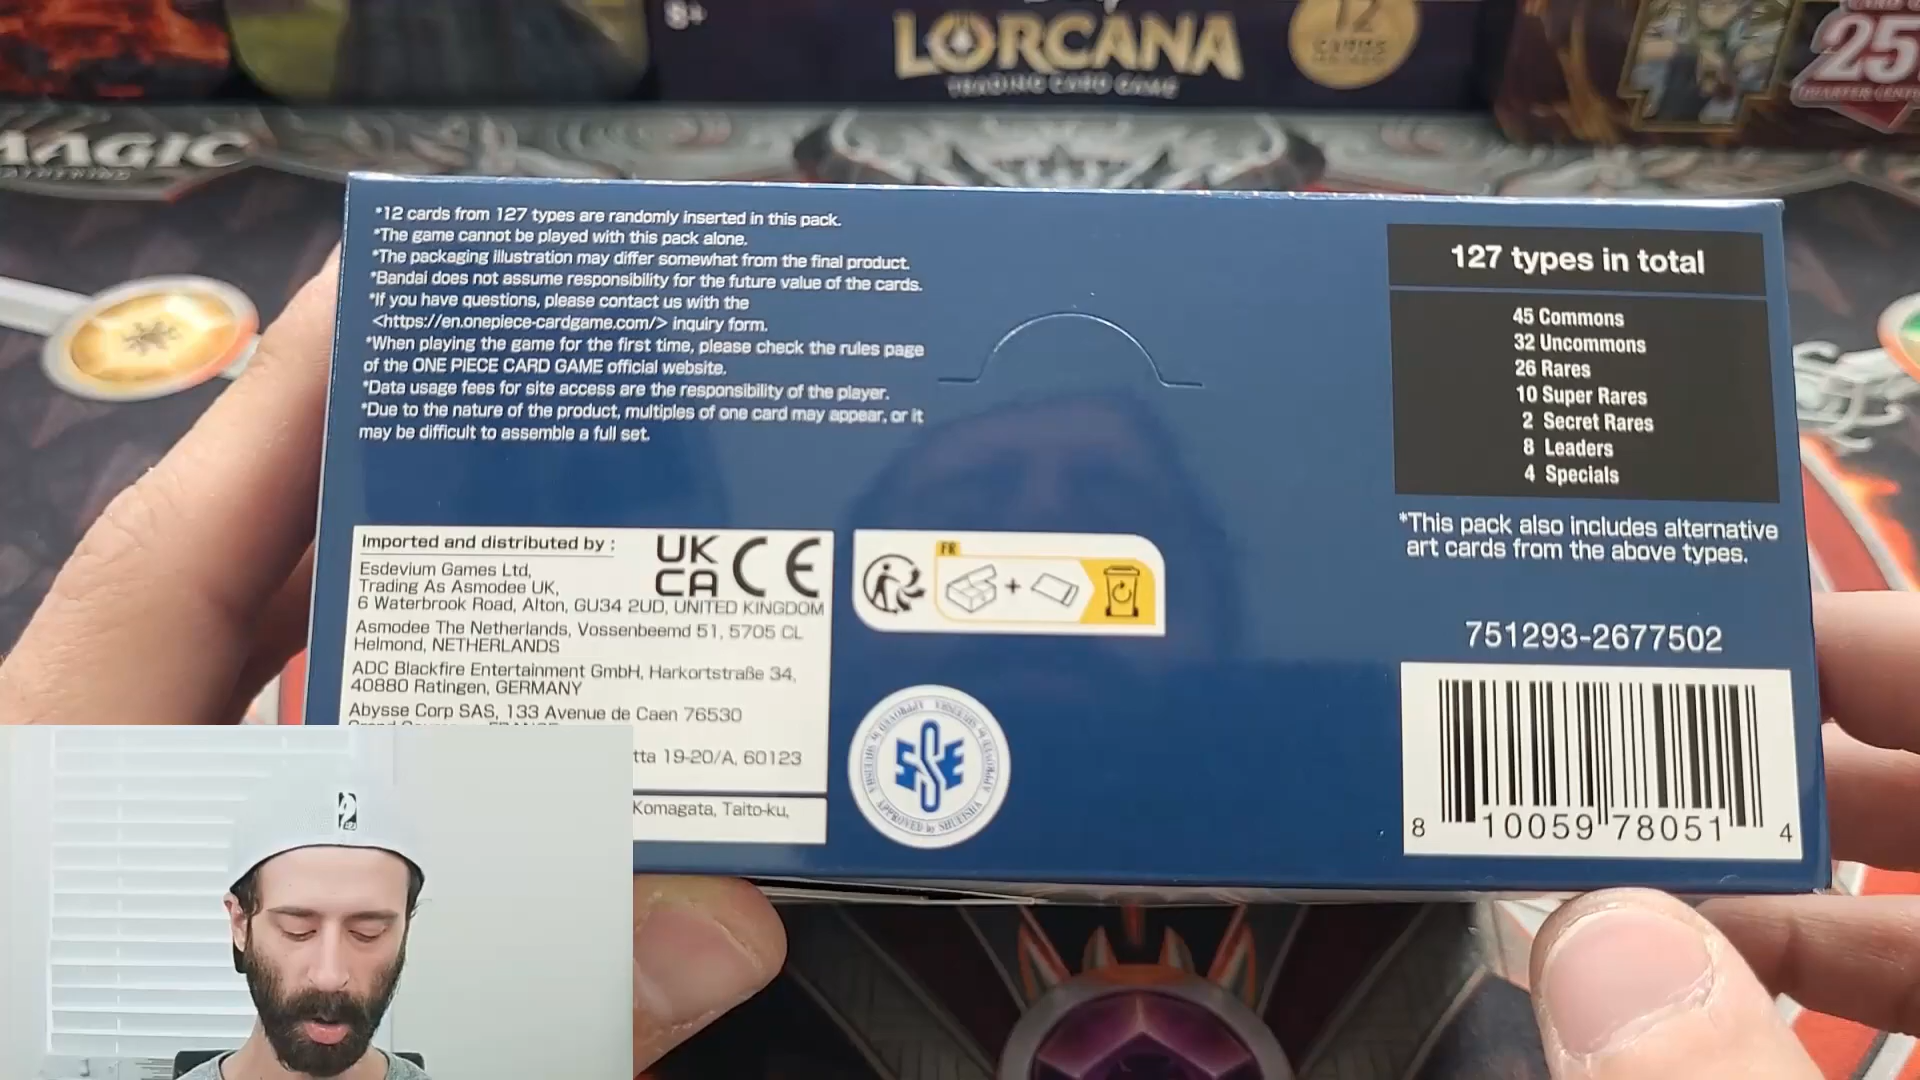 8+
LORCANA
TRADING CARD GAME
12
CARDS
25
QUARTER CENTURY
MAGIC
*12 cards from 127 types are randomly inserted in this pack.
*The game cannot be played with this pack alone.
*The packaging illustration may differ somewhat from the final product.
*Bandai does not assume responsibility for the future value of the cards.
*If you have questions, please contact us with the
<https://en.onepiece-cardgame.com/> inquiry form.
*When playing the game for the first time, please check the rules page
of the ONE PIECE CARD GAME official website.
*Data usage fees for site access are the responsibility of the player.
*Due to the nature of the product, multiples of one card may appear, or it
may be difficult to assemble a full set.
127 types in total
45 Commons
32 Uncommons
26 Rares
10 Super Rares
2 Secret Rares
8 Leaders
4 Specials
*This pack also includes alternative
art cards from the above types.
Imported and distributed by :
UK
CA CE
Esdevium Games Ltd,
Trading As Asmodee UK,
6 Waterbrook Road, Alton, GU34 2UD, UNITED KINGDOM
Asmodee The Netherlands, Vossenbeemd 51, 5705 CL
Helmond, NETHERLANDS
ADC Blackfire Entertainment GmbH, Harkortstraße 34,
40880 Ratingen, GERMANY
Abysse Corp SAS, 133 Avenue de Caen 76530
tta 19-20/A, 60123
Komagata, Taito-ku,
FR
+
APPROVED by SHUEISHA
751293-2677502
8 10059 78051 4